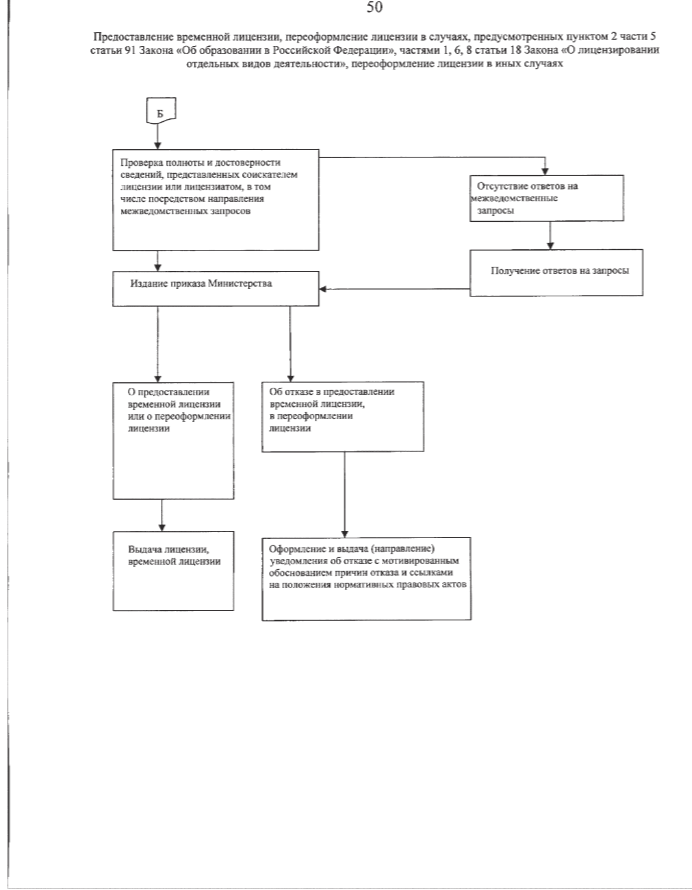 50
Предоставление временной лицензии, переоформление лицензии в случаях, предусмотренных пунктом 2 части 5
статьи 91 Закона «Об образовании в Российской Федерации», частями 1, 6, 8 статьи 18 Закона «О лицензировании
отдельных видов деятельности», переоформление лицензии в иных случаях
Б
Проверка полноты и достоверности
сведений, представленных соискателем
лицензии или лицензиатом, в том
числе посредством направления
межведомственных запросов
Отсутствие ответов на
межведомственные
запросы
Получение ответов на запросы
Издание приказа Министерства
О предоставлении
временной лицензии
или о переоформлении
лицензии
Об отказе в предоставлении
временной лицензии,
в переоформлении
лицензии
Выдача лицензии,
временной лицензии
Оформление и выдача (направление)
уведомления об отказе с мотивированным
обоснованием причин отказа и ссылками
на положения нормативных правовых актов